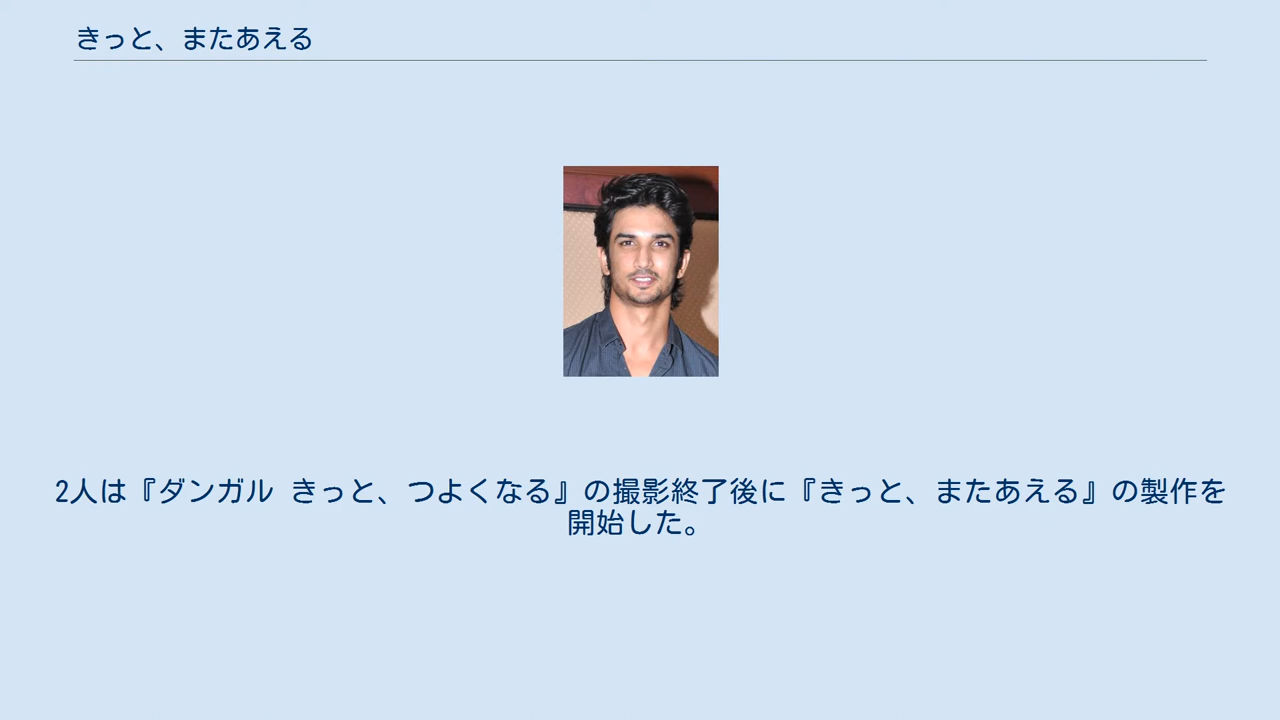 きっと、またあえる
2人は『ダンガル きっと、つよくなる』の撮影終了後に『きっと、またあえる』の製作を
開始した。